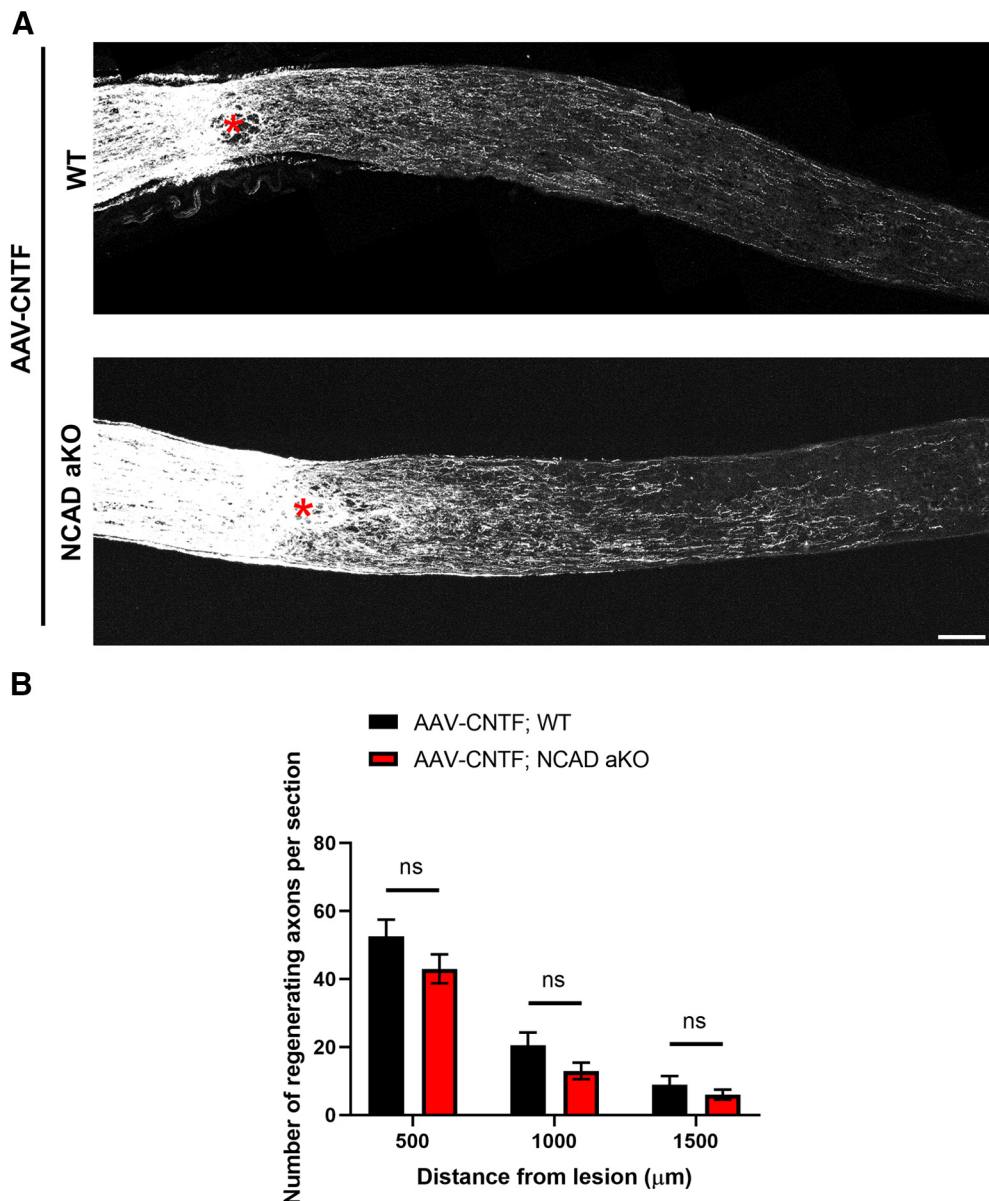 A
AAV-CNTF
WT
*
NCAD aKO
*
B
AAV-CNTF; WT
AAV-CNTF; NCAD aKO
Number of regenerating axons per section
80
60
40
20
0
ns
ns
ns
500 1000 1500
Distance from lesion (μm)